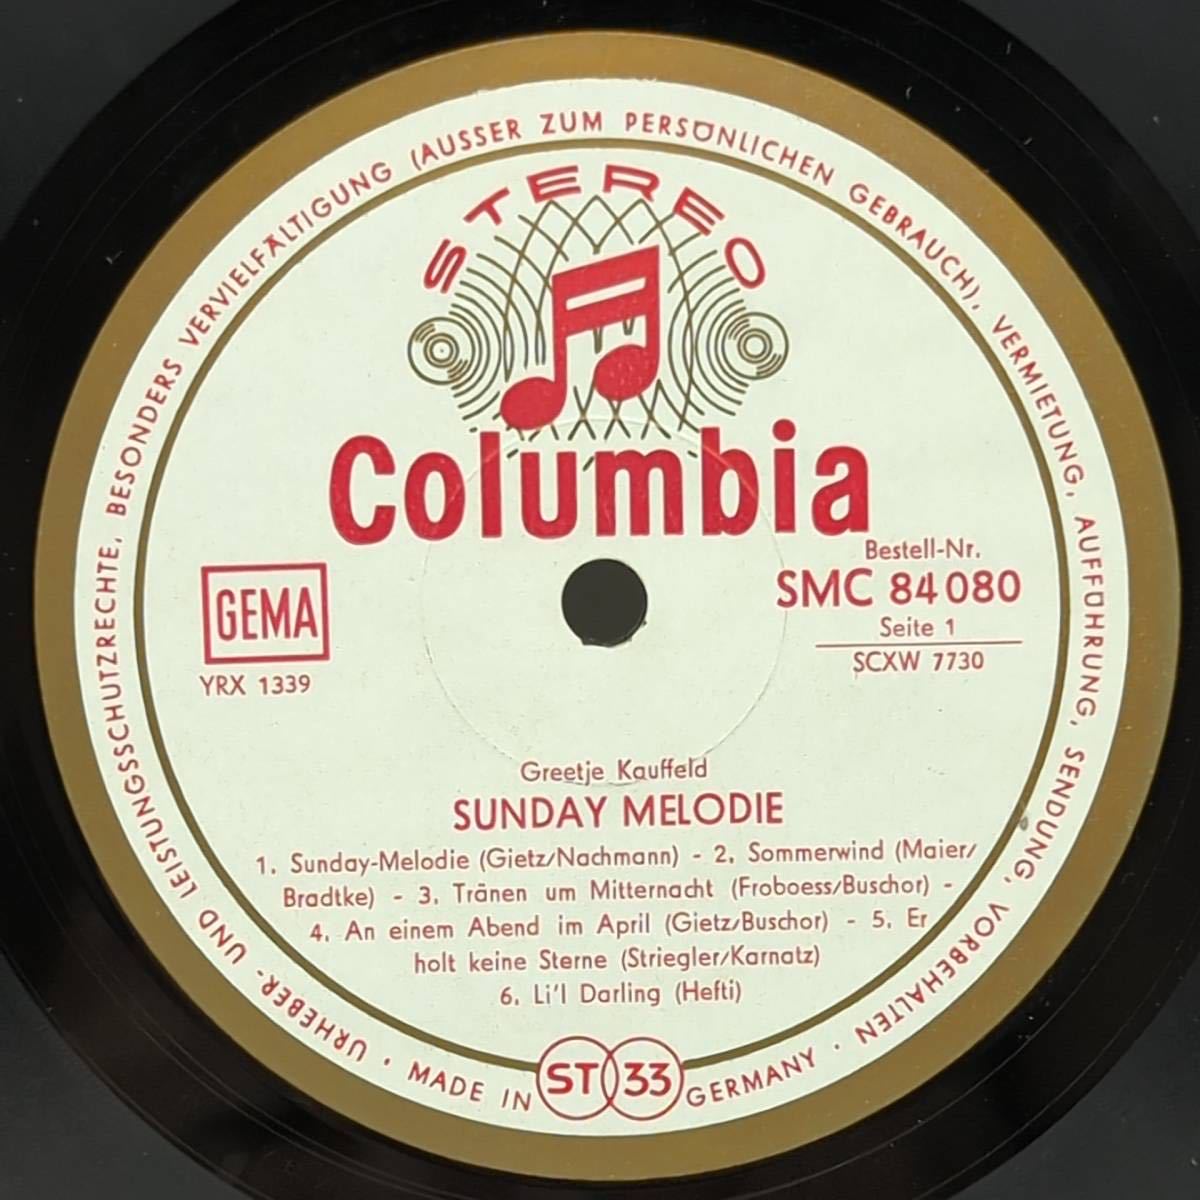 URHEBER- UND LEISTUNGSSCHUTZRECHTE, BESONDERS VERVIELFÄLTIGUNG (AUSSER ZUM PERSÖNLICHEN GEBRAUCH), VERMIETUNG, AUFFÜHRUNG, SENDUNG, VORBEHALTEN ·
STEREO
Columbia
Bestell-Nr.
SMC 84 080
Seite 1
SCXW 7730
GEMA
YRX 1339
Greetje Kauffeld
SUNDAY MELODIE
1. Sunday-Melodie (Gietz/Nachmann) - 2. Sommerwind (Maier/
Bradtke) - 3. Tränen um Mitternacht (Froboess/Buschor) -
4. An einem Abend im April (Gietz/Buschor) - 5. Er
holt keine Sterne (Striegler/Karnatz)
6. Li'l Darling (Hefti)
· MADE IN ST 33 GERMANY